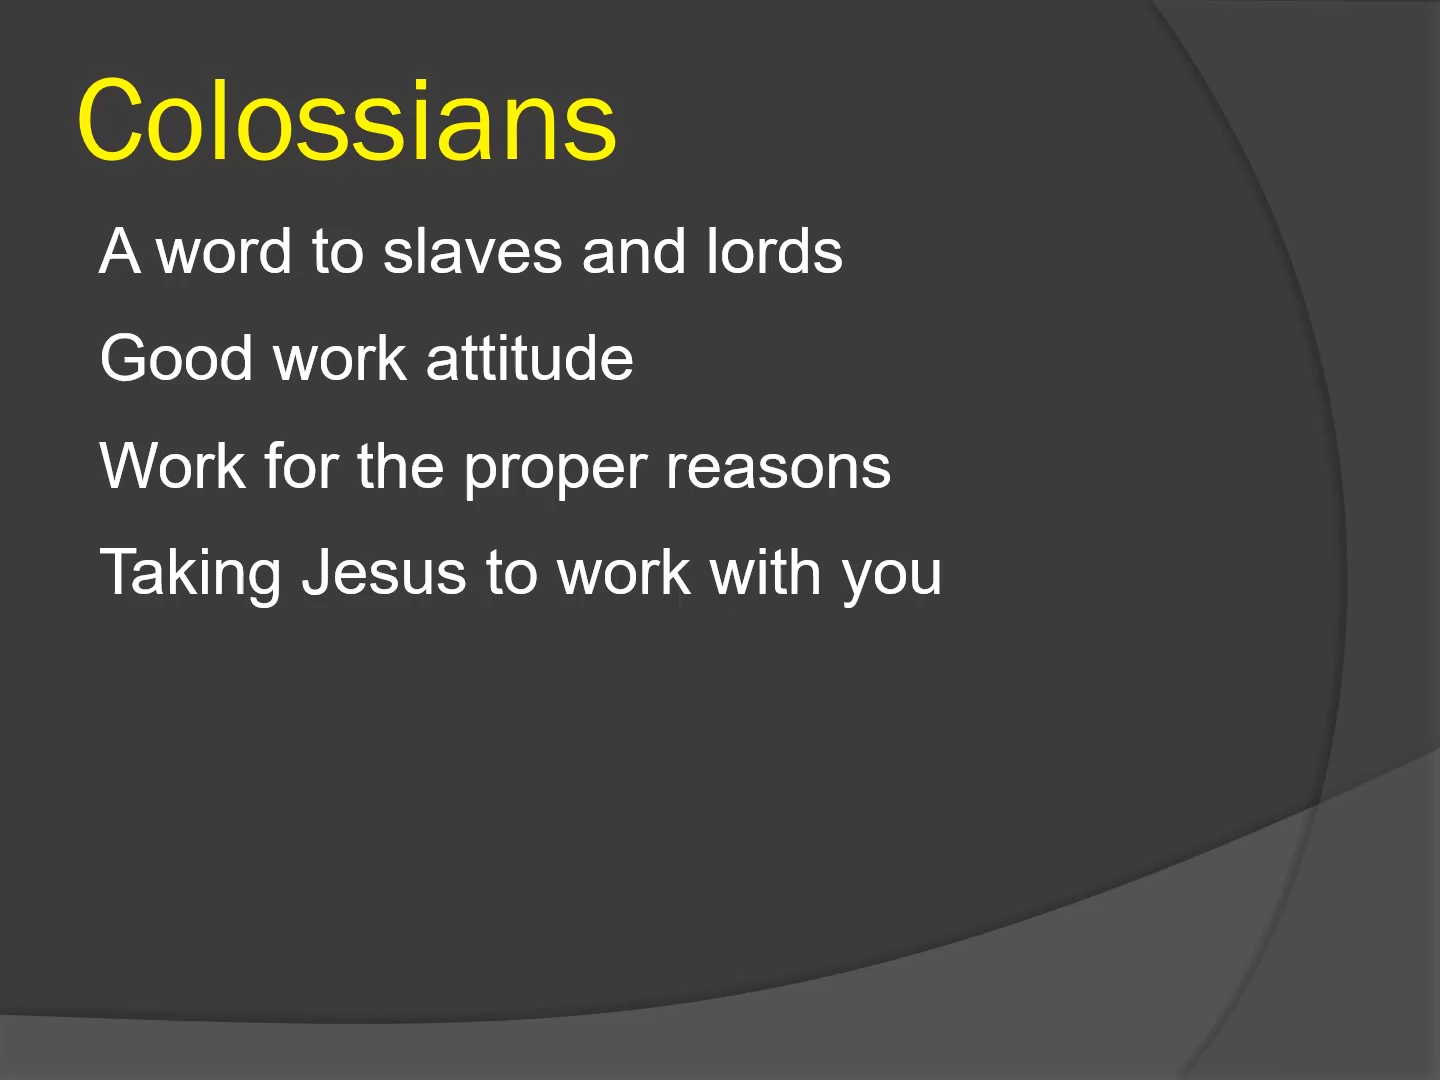 Colossians
A word to slaves and lords
Good work attitude
Work for the proper reasons
Taking Jesus to work with you